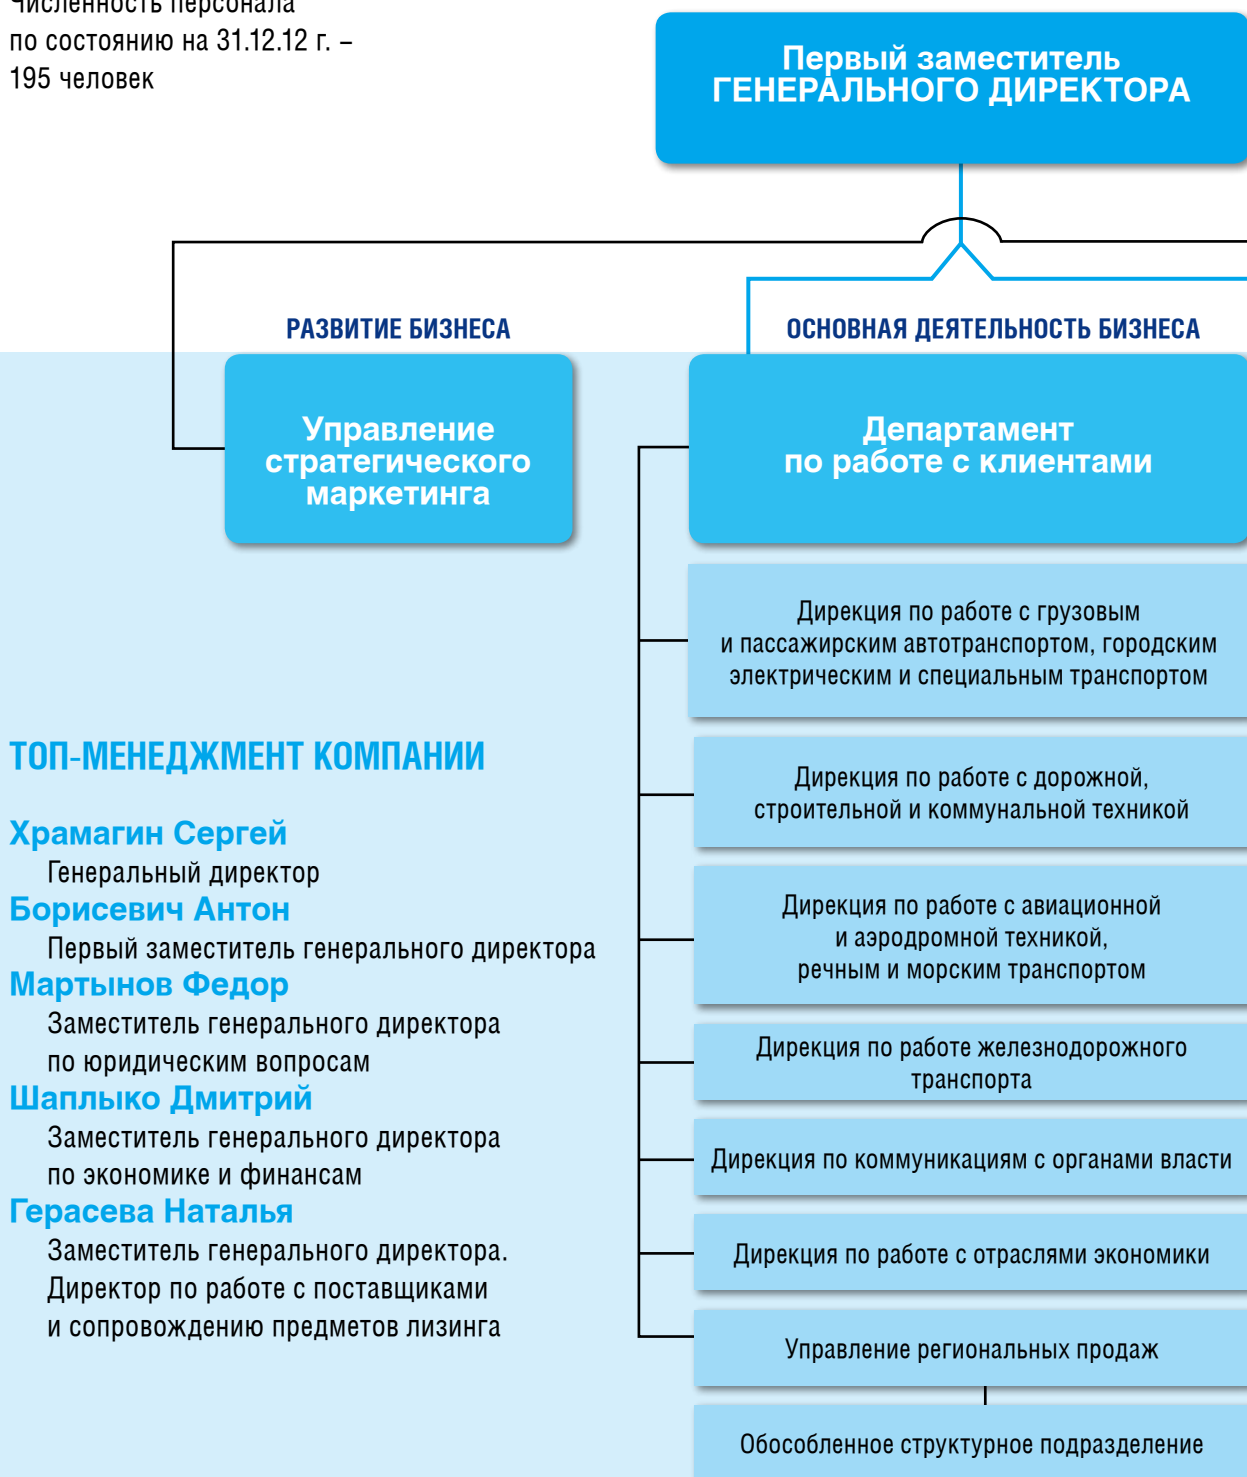 Численность персонала
по состоянию на 31.12.12 г. –
195 человек
Первый заместитель
ГЕНЕРАЛЬНОГО ДИРЕКТОРА
РАЗВИТИЕ БИЗНЕСА
Управление
стратегического
маркетинга
ОСНОВНАЯ ДЕЯТЕЛЬНОСТЬ БИЗНЕСА
Департамент
по работе с клиентами
Дирекция по работе с грузовым
и пассажирским автотранспортом, городским
электрическим и специальным транспортом
Дирекция по работе с дорожной,
строительной и коммунальной техникой
Дирекция по работе с авиационной
и аэродромной техникой,
речным и морским транспортом
Дирекция по работе железнодорожного
транспорта
Дирекция по коммуникациям с органами власти
Дирекция по работе с отраслями экономики
Управление региональных продаж
Обособленное структурное подразделение
ТОП-МЕНЕДЖМЕНТ КОМПАНИИ
Храмагин Сергей
Генеральный директор
Борисевич Антон
Первый заместитель генерального директора
Мартынов Федор
Заместитель генерального директора
по юридическим вопросам
Шаплыко Дмитрий
Заместитель генерального директора
по экономике и финансам
Герасева Наталья
Заместитель генерального директора.
Директор по работе с поставщиками
и сопровождению предметов лизинга